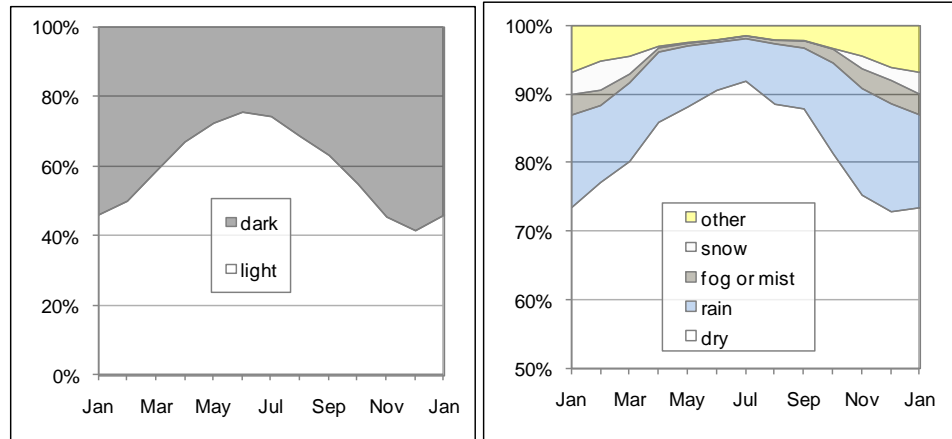 100%
80%
60%
40%
20%
0%
dark
light
Jan Mar May Jul Sep Nov Jan
100%
90%
80%
70%
60%
50%
other
snow
fog or mist
rain
dry
Jan Mar May Jul Sep Nov Jan